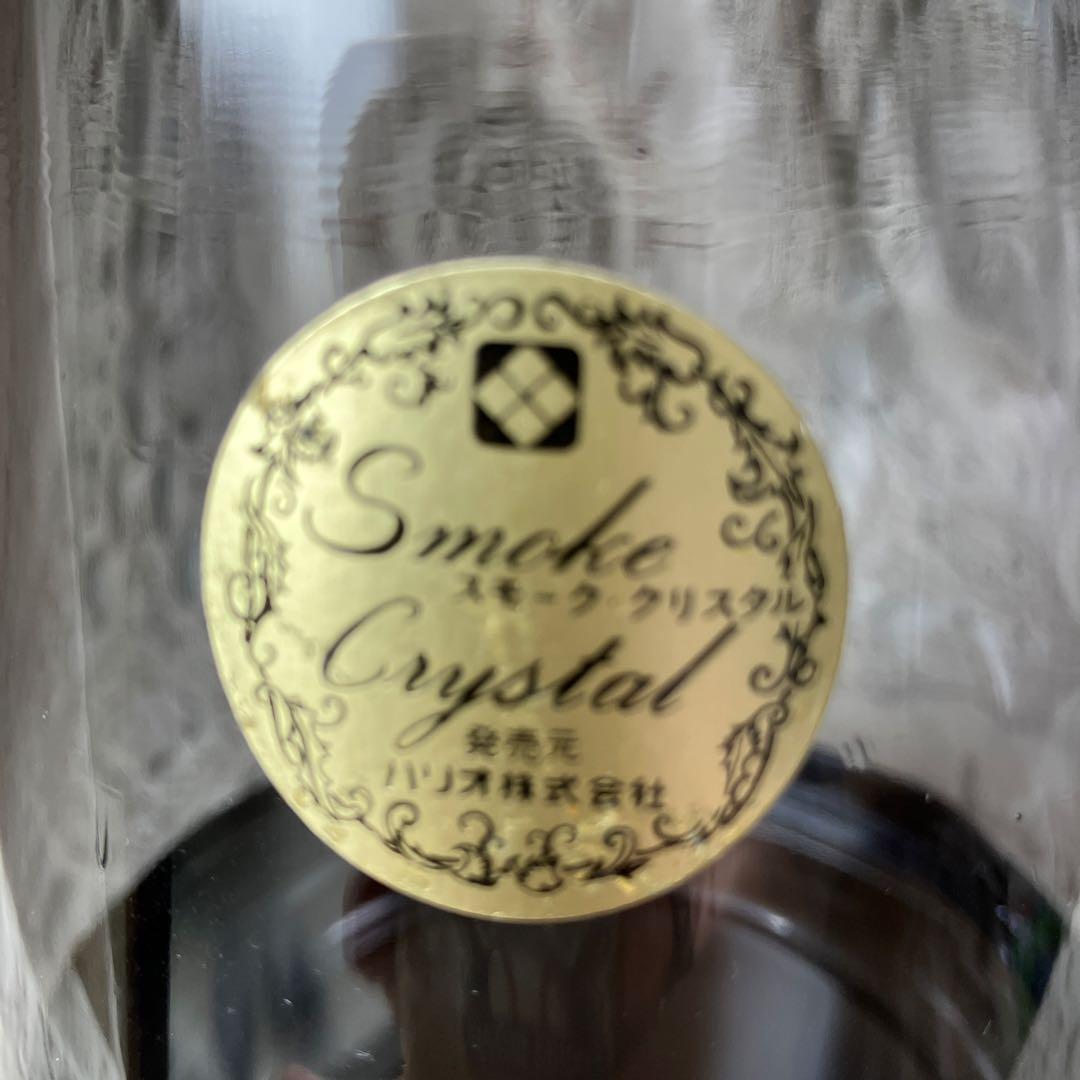 Smoke
スモーク・クリスタル
Crystal
発売元
ハリオ株式会社